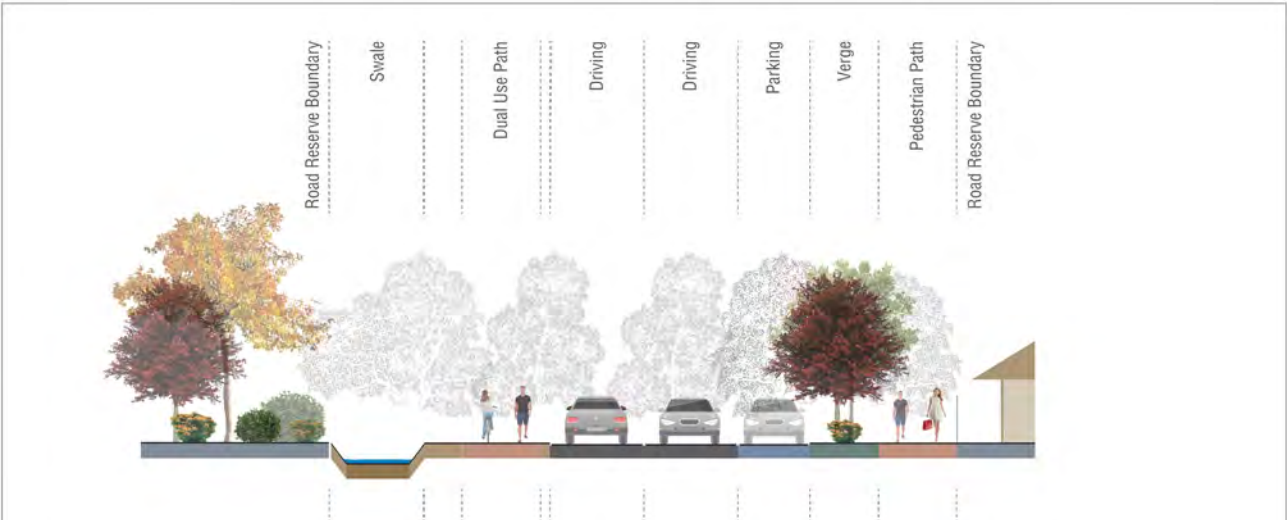 Road Reserve Boundary
Swale
Dual Use Path
Driving
Driving
Parking
Verge
Pedestrian Path
Road Reserve Boundary